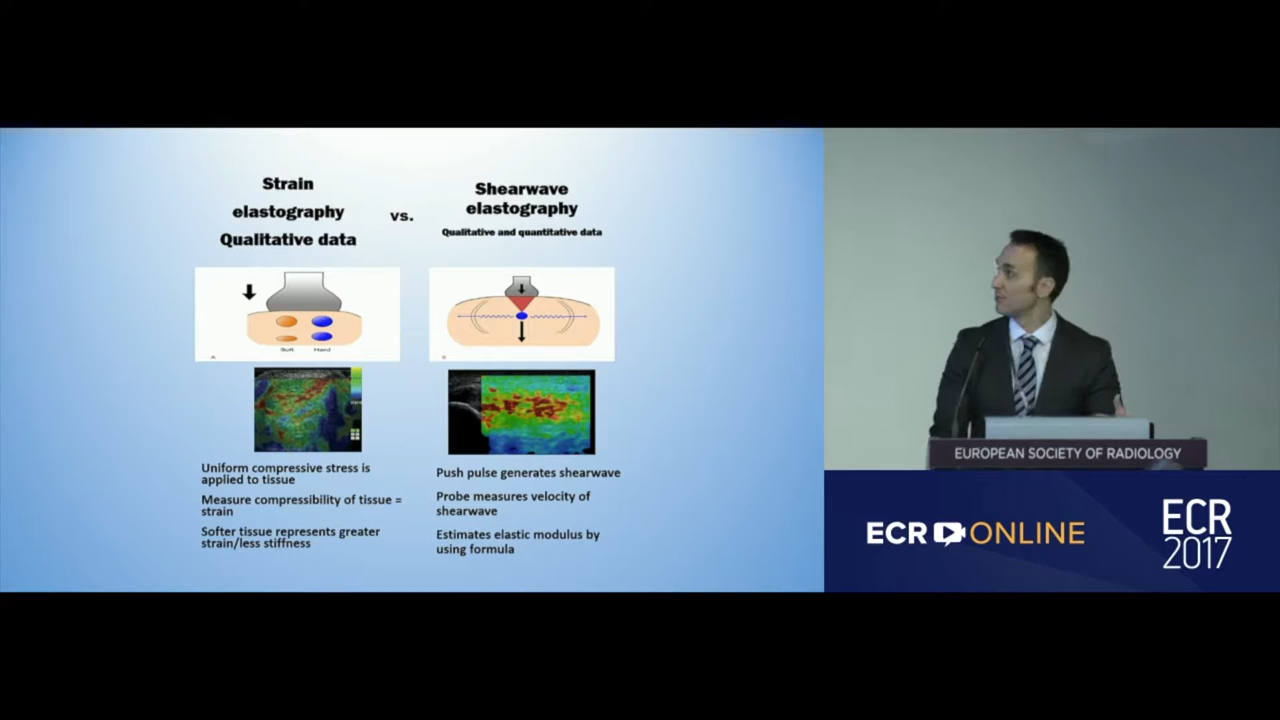 Strain
elastography
Qualitative data
vs.
Shearwave
elastography
Qualitative and quantitative data
Soft
Hard
A
Uniform compressive stress is
applied to tissue
Measure compressibility of tissue =
strain
Softer tissue represents greater
strain/less stiffness
Push pulse generates shearwave
Probe measures velocity of
shearwave
Estimates elastic modulus by
using formula
EUROPEAN SOCIETY OF RADIOLOGY
ECR ONLINE
ECR
2017